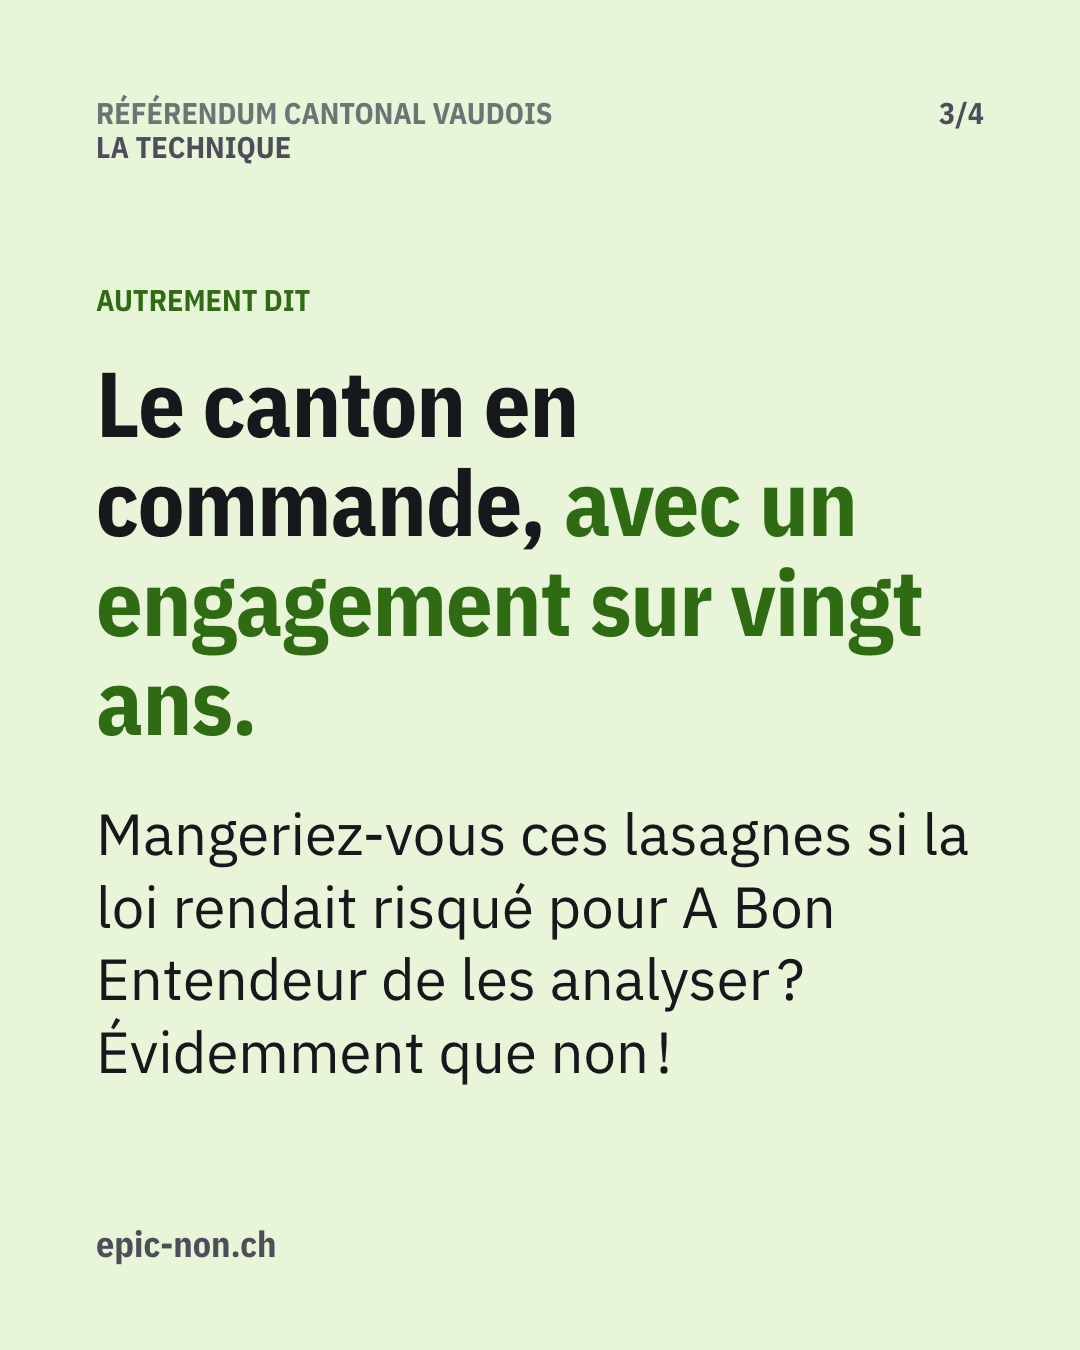 RÉFÉRENDUM CANTONAL VAUDOIS
3/4
LA TECHNIQUE
AUTREMENT DIT
Le canton en
commande, avec un
engagement sur vingt
ans.
Mangeriez-vous ces lasagnes si la
loi rendait risqué pour A Bon
Entendeur de les analyser ?
Évidemment que non !
epic-non.ch